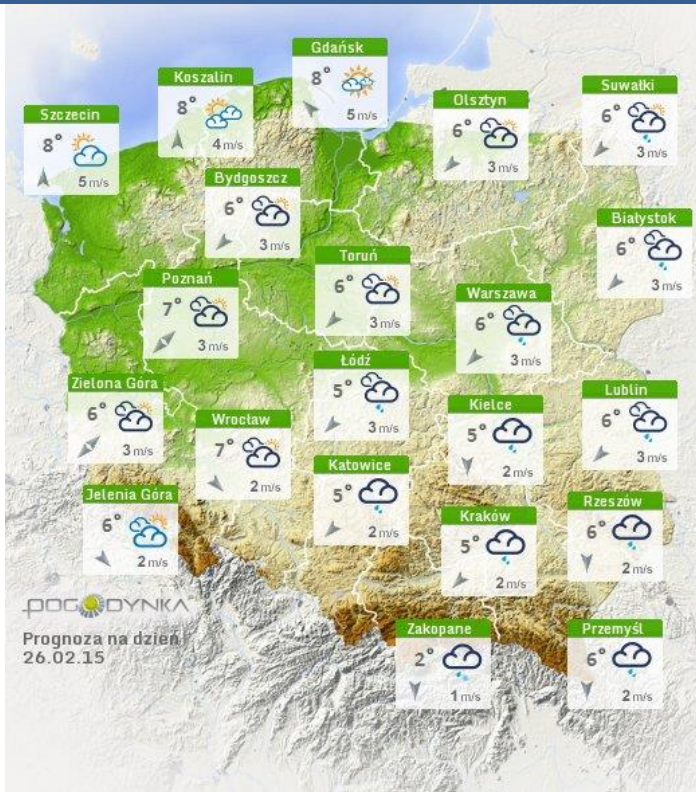 Gdańsk
8°
5 m/s
Koszalin
8°
4 m/s
Szczecin
8°
5 m/s
Olsztyn
6°
3 m/s
Suwałki
6°
3 m/s
Bydgoszcz
6°
3 m/s
Białystok
6°
3 m/s
Toruń
6°
3 m/s
Poznań
7°
3 m/s
Warszawa
6°
3 m/s
Łódź
5°
3 m/s
Zielona Góra
6°
3 m/s
Wrocław
7°
2 m/s
Kielce
5°
2 m/s
Lublin
6°
3 m/s
Katowice
5°
2 m/s
Jelenia Góra
6°
2 m/s
Kraków
5°
2 m/s
Rzeszów
6°
2 m/s
POGODYNKA
Prognoza na dzień
26.02.15
Zakopane
2°
1 m/s
Przemyśl
6°
2 m/s